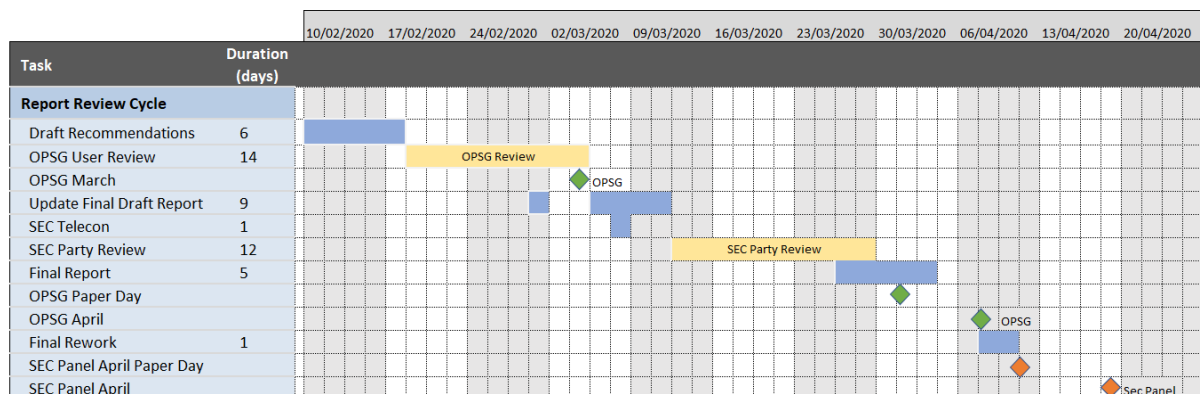 10/02/2020 17/02/2020 24/02/2020 02/03/2020 09/03/2020 16/03/2020 23/03/2020 30/03/2020 06/04/2020 13/04/2020 20/04/2020
Task Duration
(days)
Report Review Cycle
Draft Recommendations 6
OPSG User Review 14 OPSG Review
OPSG March OPSG
Update Final Draft Report 9
SEC Telecon 1
SEC Party Review 12 SEC Party Review
Final Report 5
OPSG Paper Day
OPSG April OPSG
Final Rework 1
SEC Panel April Paper Day
SEC Panel April Sec Panel